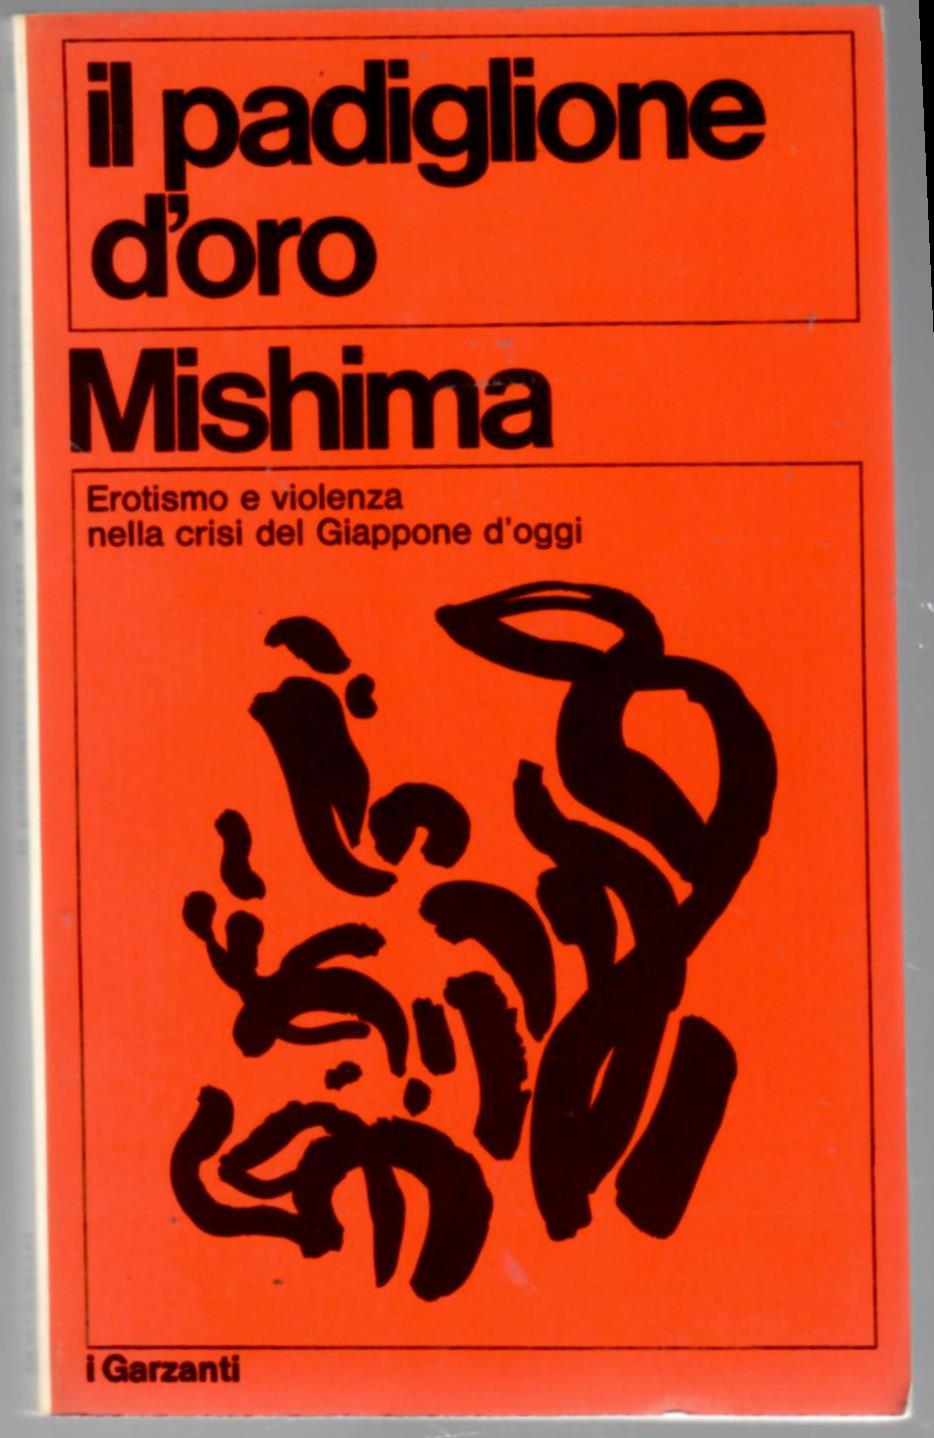 il padiglione
d'oro
Mishima
Erotismo e violenza
nella crisi del Giappone d'oggi
i Garzanti